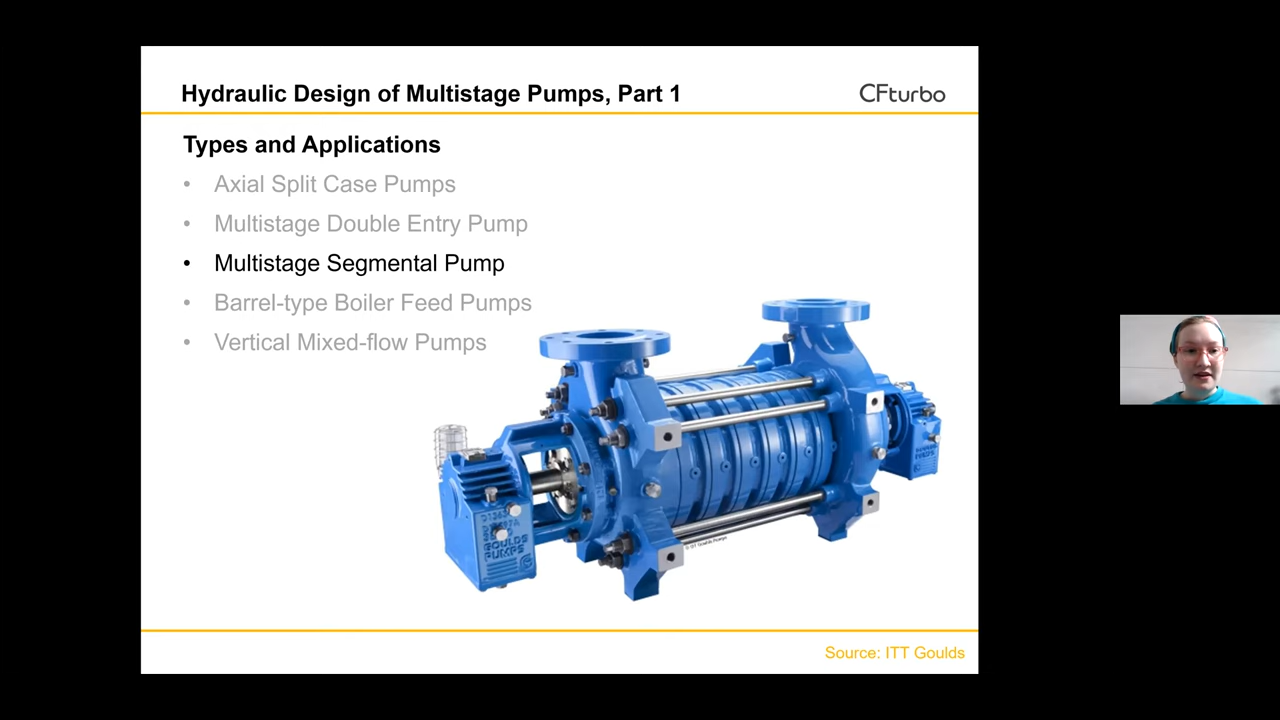 Hydraulic Design of Multistage Pumps, Part 1
CFturbo
Types and Applications
• Axial Split Case Pumps
• Multistage Double Entry Pump
• Multistage Segmental Pump
• Barrel-type Boiler Feed Pumps
• Vertical Mixed-flow Pumps
GOULDS
PUMPS
Source: ITT Goulds